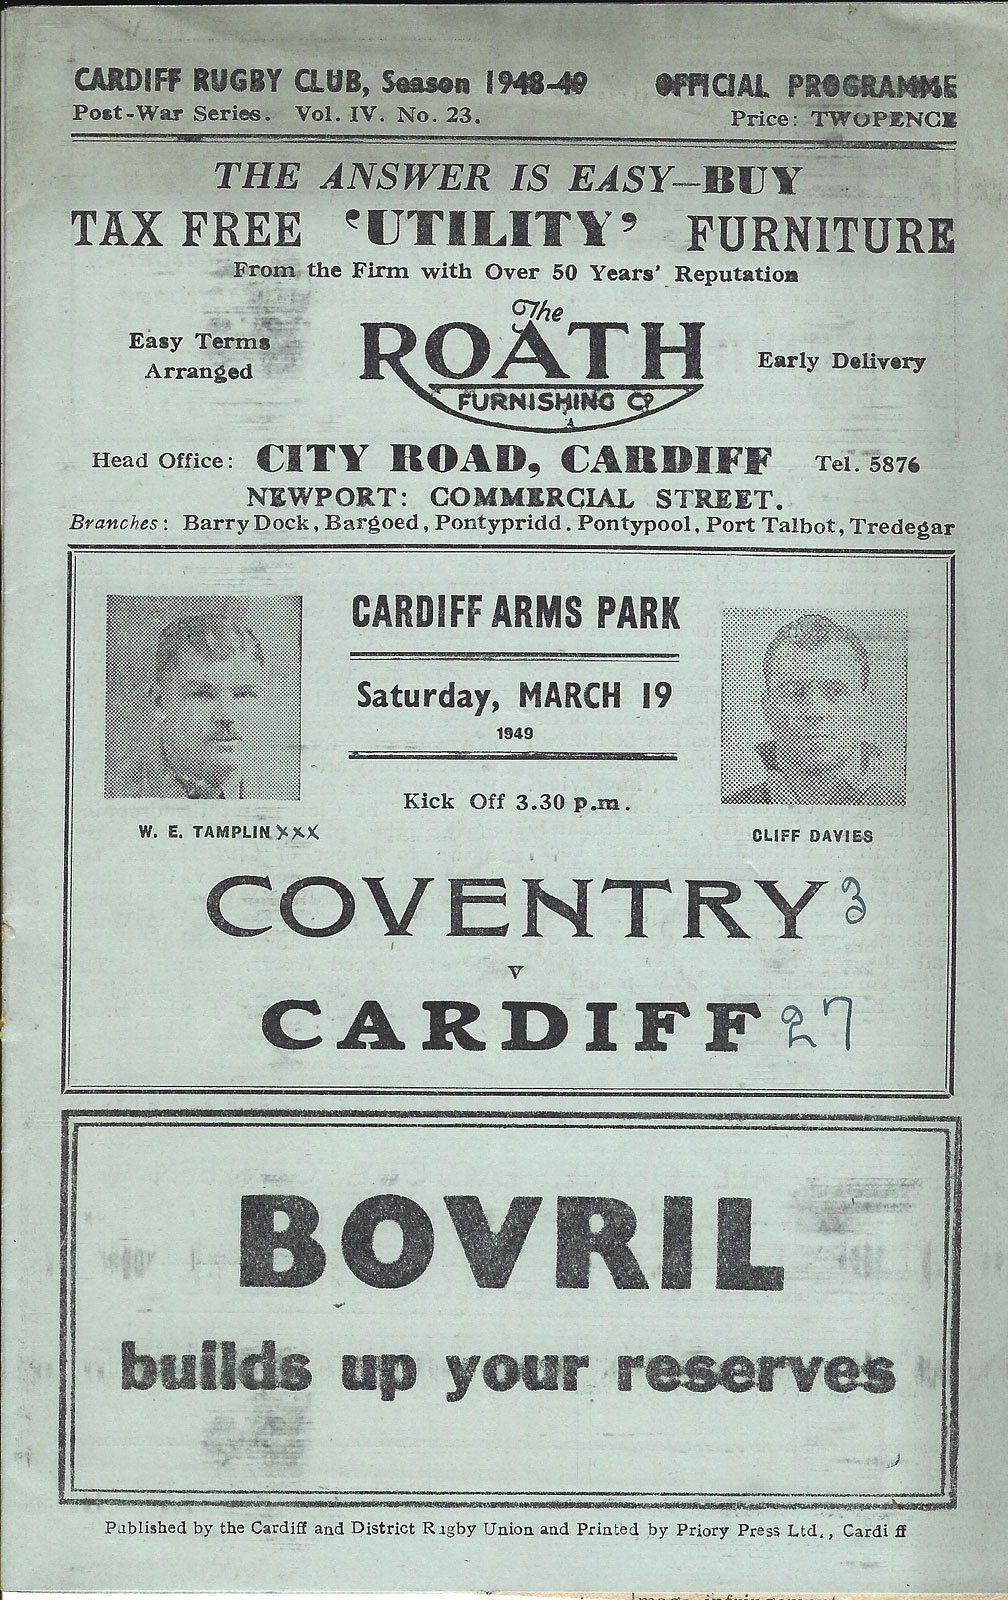 CARDIFF RUGBY CLUB, Season 1948-49 OFFICIAL PROGRAMME
Post-War Series. Vol. IV. No. 23. Price: TWOPENCE
THE ANSWER IS EASY—BUY
TAX FREE ‘UTILITY’ FURNITURE
From the Firm with Over 50 Years' Reputation
The
Easy Terms
Arranged
ROATH
FURNISHING Co
Early Delivery
Head Office: CITY ROAD, CARDIFF Tel. 5876
NEWPORT: COMMERCIAL STREET.
Branches: Barry Dock, Bargoed, Pontypridd. Pontypool, Port Talbot, Tredegar
CARDIFF ARMS PARK
Saturday, MARCH 19
1949
Kick Off 3.30 p.m.
W. E. TAMPLIN XXX
CLIFF DAVIES
COVENTRY 3
v
CARDIFF 27
BOVRIL
builds up your reserves
Published by the Cardiff and District Rugby Union and Printed by Priory Press Ltd., Cardiff